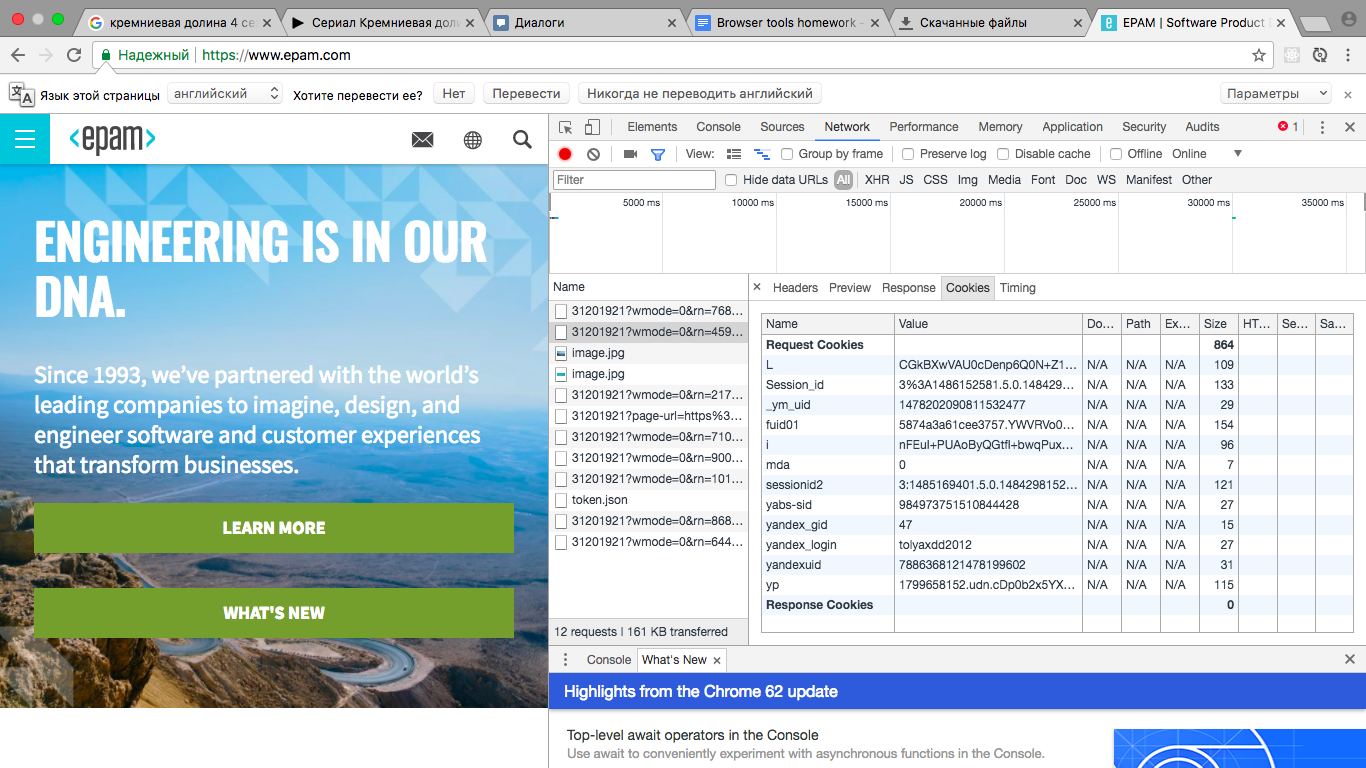 кремниевая долина 4 се
Сериал Кремниевая доли
Диалоги
Browser tools homework -
Скачанные файлы
EPAM | Software Product
Надежный
https://www.epam.com
Язык этой страницы
английский
Хотите перевести ее?
Нет
Перевести
Никогда не переводить английский
Параметры
<epam>
ENGINEERING IS IN OUR
DNA.
Since 1993, we've partnered with the world's
leading companies to imagine, design, and
engineer software and customer experiences
that transform businesses.
LEARN MORE
WHAT'S NEW
Elements Console Sources Network Performance Memory Application Security Audits 1
View: Group by frame Preserve log Disable cache Offline Online
Filter Hide data URLs All XHR JS CSS Img Media Font Doc WS Manifest Other
5000 ms 10000 ms 15000 ms 20000 ms 25000 ms 30000 ms 35000 ms
Name
31201921?wmode=0&rn=768...
31201921?wmode=0&rn=459...
image.jpg
image.jpg
31201921?wmode=0&rn=217...
31201921?page-url=https%3...
31201921?wmode=0&rn=710...
31201921?wmode=0&rn=900...
31201921?wmode=0&rn=101...
token.json
31201921?wmode=0&rn=868...
31201921?wmode=0&rn=644...
12 requests | 161 KB transferred
× Headers Preview Response Cookies Timing
Name Value Do... Path Ex... Size HT... Se... Sa...
Request Cookies 864
L CGkBXwVAU0cDenp6Q0N+Z1... N/A N/A N/A 109
Session_id 3%3A1486152581.5.0.148429... N/A N/A N/A 133
_ym_uid 1478202090811532477 N/A N/A N/A 29
fuid01 5874a3a61cee3757.YWVRVo0... N/A N/A N/A 154
i nFEuI+PUAoByQGtfI+bwqPux... N/A N/A N/A 96
mda 0 N/A N/A N/A 7
sessionid2 3:1485169401.5.0.1484298152... N/A N/A N/A 121
yabs-sid 984973751510844428 N/A N/A N/A 27
yandex_gid 47 N/A N/A N/A 15
yandex_login tolyaxdd2012 N/A N/A N/A 27
yandexuid 7886368121478199602 N/A N/A N/A 31
yp 1799658152.udn.cDp0b2x5YX... N/A N/A N/A 115
Response Cookies 0
Console What's New ×
Highlights from the Chrome 62 update
Top-level await operators in the Console
Use await to conveniently experiment with asynchronous functions in the Console.